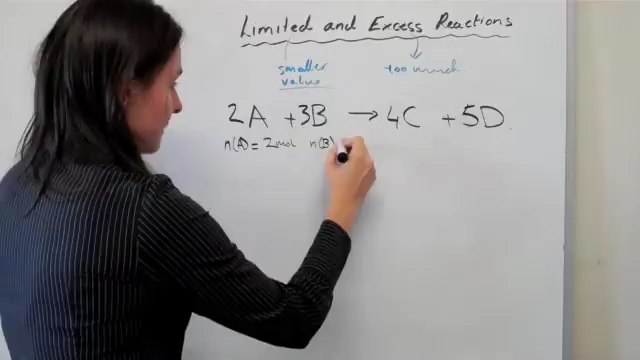 Limited and Excess Reactions
smaller too much
value
2A + 3B → 4C + 5D
n(A) = 2mol n(B)